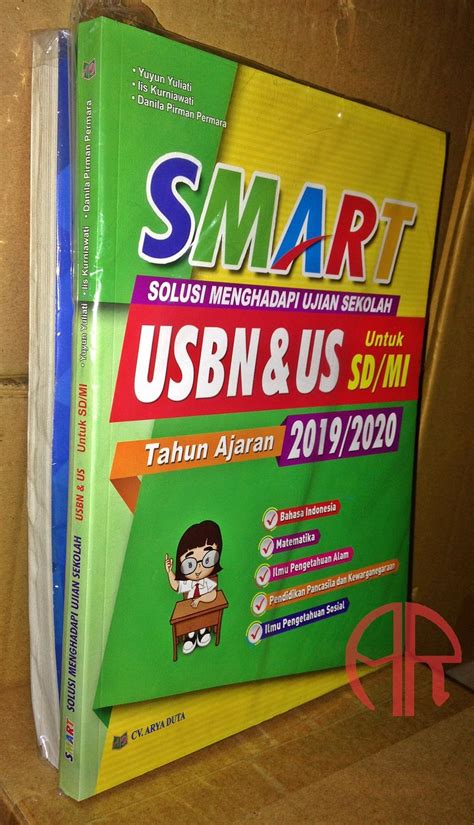 • Yuyun Yuliati
• Iis Kurniawati
• Danila Pirman Permara
SMART
SOLUSI MENGHADAPI UJIAN SEKOLAH
USBN & US Untuk SD/MI
Tahun Ajaran 2019/2020
Bahasa Indonesia
Matematika
Ilmu Pengetahuan Alam
Pendidikan Pancasila dan Kewarganegaraan
Ilmu Pengetahuan Sosial
CV. ARYA DUTA
SMART SOLUSI MENGHADAPI UJIAN SEKOLAH USBN & US Untuk SD/MI • Yuyun Yuliati • Iis Kurniawati • Danila Pirman Permara
AR